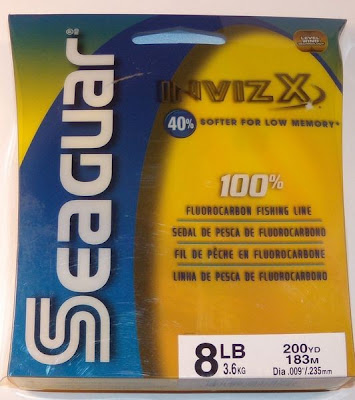 Seaguar®
INVIZX
40% SOFTER FOR LOW MEMORY*
100%
FLUOROCARBON FISHING LINE
SEDAL DE PESCA DE FLUOROCARBONO
FIL DE PÊCHE EN FLUOROCARBONE
LINHA DE PESCA DE FLUOROCARBONO
8LB 200YD
3.6KG 183M
Dia .009"/.235mm